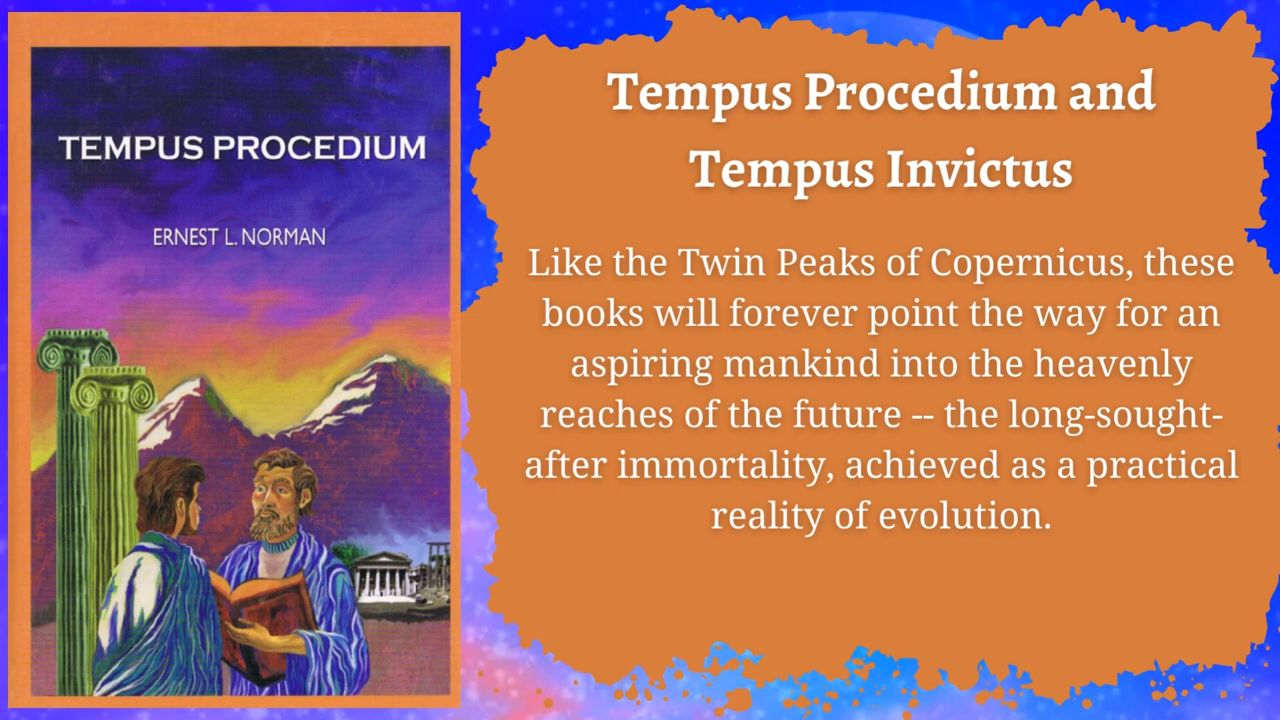 TEMPUS PROCEDIUM
ERNEST L. NORMAN
Tempus Procedium and
Tempus Invictus
Like the Twin Peaks of Copernicus, these
books will forever point the way for an
aspiring mankind into the heavenly
reaches of the future -- the long-sought-
after immortality, achieved as a practical
reality of evolution.